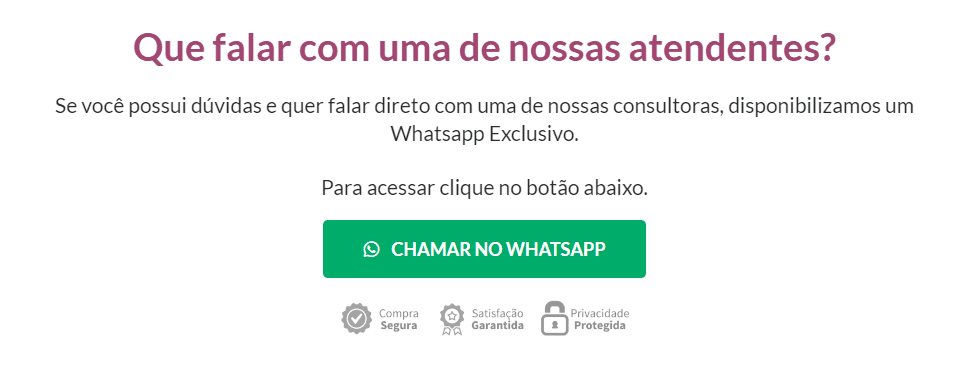 Que falar com uma de nossas atendentes?
Se você possui dúvidas e quer falar direto com uma de nossas consultoras, disponibilizamos um
Whatsapp Exclusivo.
Para acessar clique no botão abaixo.
CHAMAR NO WHATSAPP
Compra
Segura
Satisfação
Garantida
Privacidade
Protegida